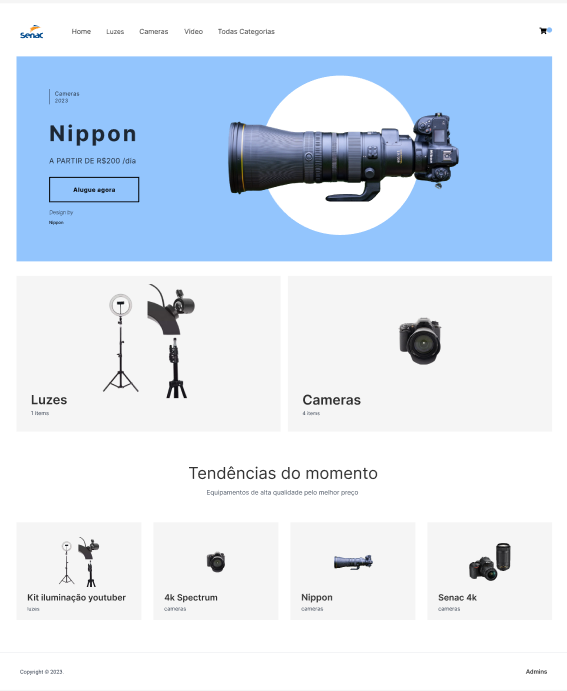 Senac
Home Luzes Cameras Video Todas Categorias
Cameras
2023
Nippon
A PARTIR DE R$200 /dia
Alugue agora
Design by
Nippon
Luzes
1 items
Cameras
4 items
Tendências do momento
Equipamentos de alta qualidade pelo melhor preço
Kit iluminação youtuber
luzes
4k Spectrum
cameras
Nippon
cameras
Senac 4k
cameras
Copyright © 2023
Admins